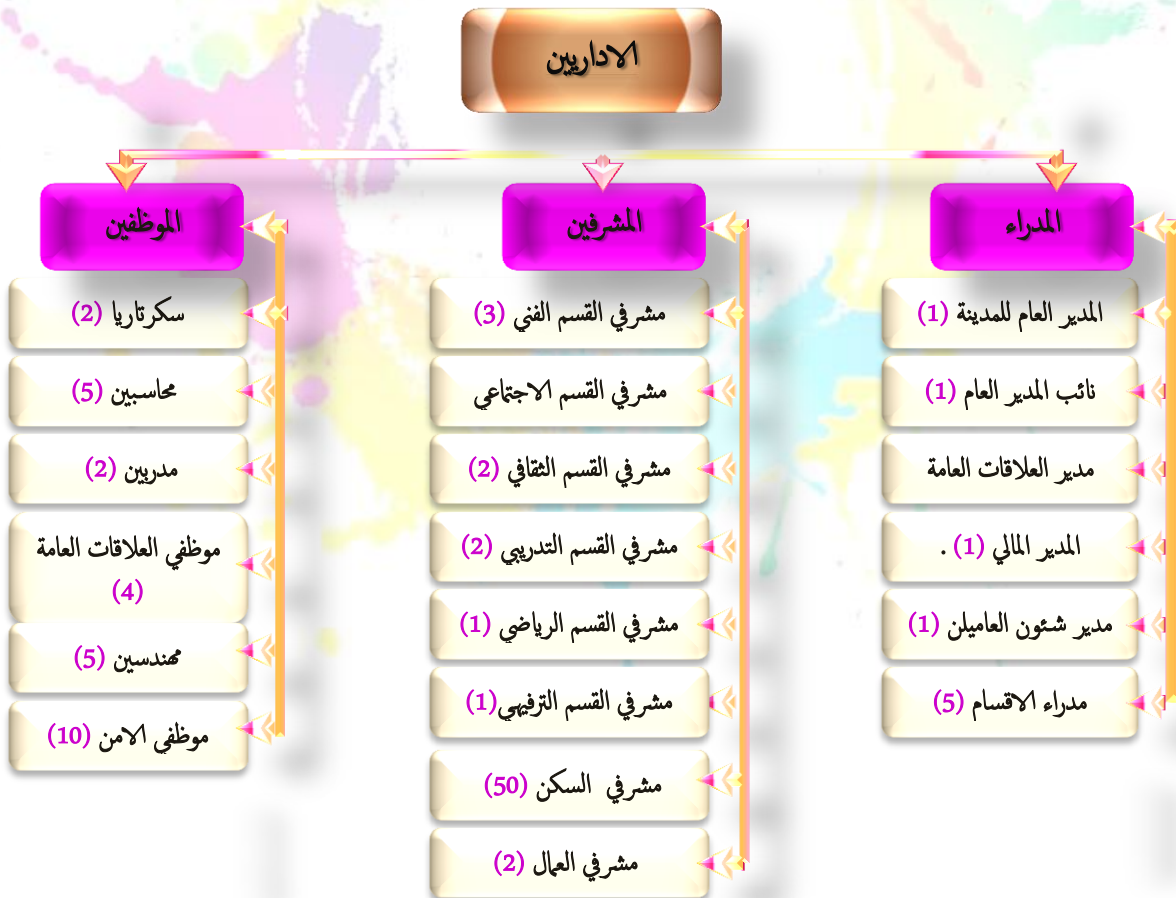 الاداريين
المدراء
المدير العام للمدينة (1)
نائب المدير العام (1)
مدير العلاقات العامة
المدير المالي (1) .
مدير شئون العاميلن (1)
مدراء الاقسام (5)
المشرفين
مشرفي القسم الفني (3)
مشرفي القسم الاجتماعي
مشرفي القسم الثقافي (2)
مشرفي القسم التدريبي (2)
مشرفي القسم الرياضي (1)
مشرفي القسم الترفيهي(1)
مشرفي السكن (50)
مشرفي العمال (2)
الموظفين
سكرتاريا (2)
محاسبين (5)
مدربين (2)
موظفي العلاقات العامة
(4)
مهندسين (5)
موظفي الامن (10)